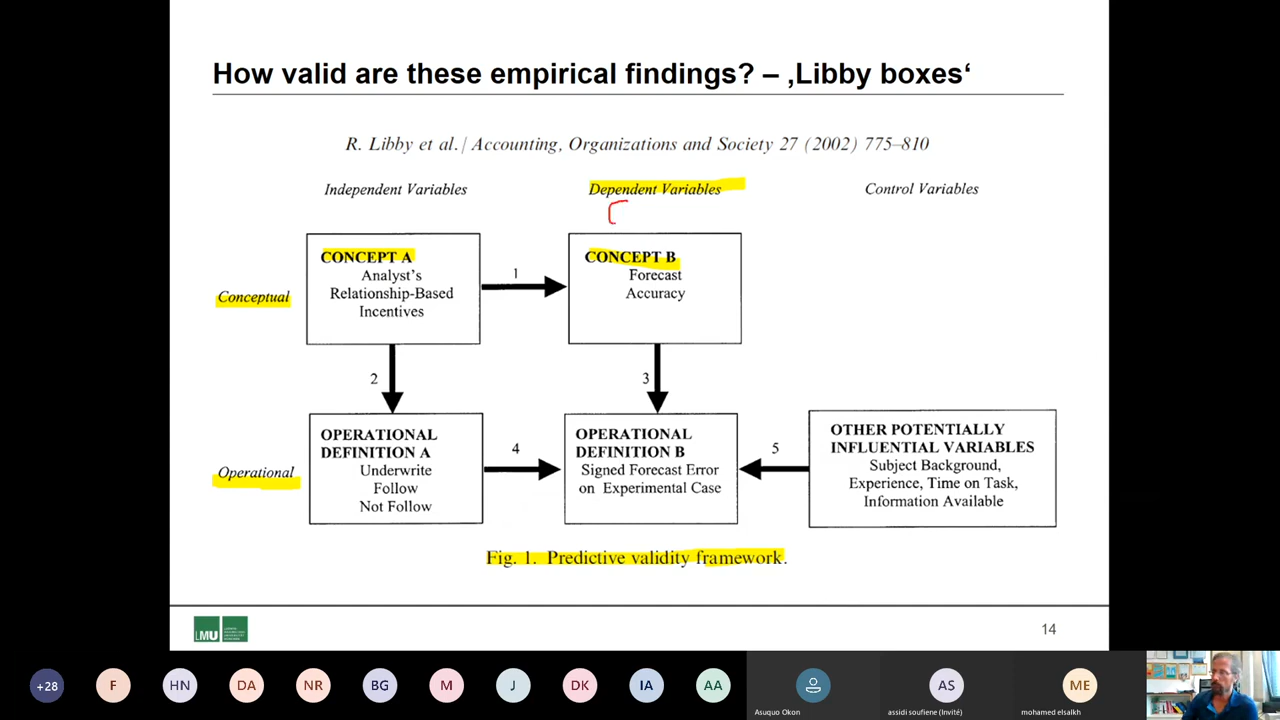 How valid are these empirical findings? – ‚Libby boxes‘
R. Libby et al. / Accounting, Organizations and Society 27 (2002) 775–810
Independent Variables
Dependent Variables
Control Variables
Conceptual
CONCEPT A
Analyst's
Relationship-Based
Incentives
1
CONCEPT B
Forecast
Accuracy
2
3
Operational
OPERATIONAL
DEFINITION A
Underwrite
Follow
Not Follow
4
OPERATIONAL
DEFINITION B
Signed Forecast Error
on Experimental Case
5
OTHER POTENTIALLY
INFLUENTIAL VARIABLES
Subject Background,
Experience, Time on Task,
Information Available
Fig. 1. Predictive validity framework.
LMU
14
+28
F
HN
DA
NR
BG
M
J
DK
IA
AA
Asuquo Okon
AS
assidi soufiene (Invité)
ME
mohamed elsalkh